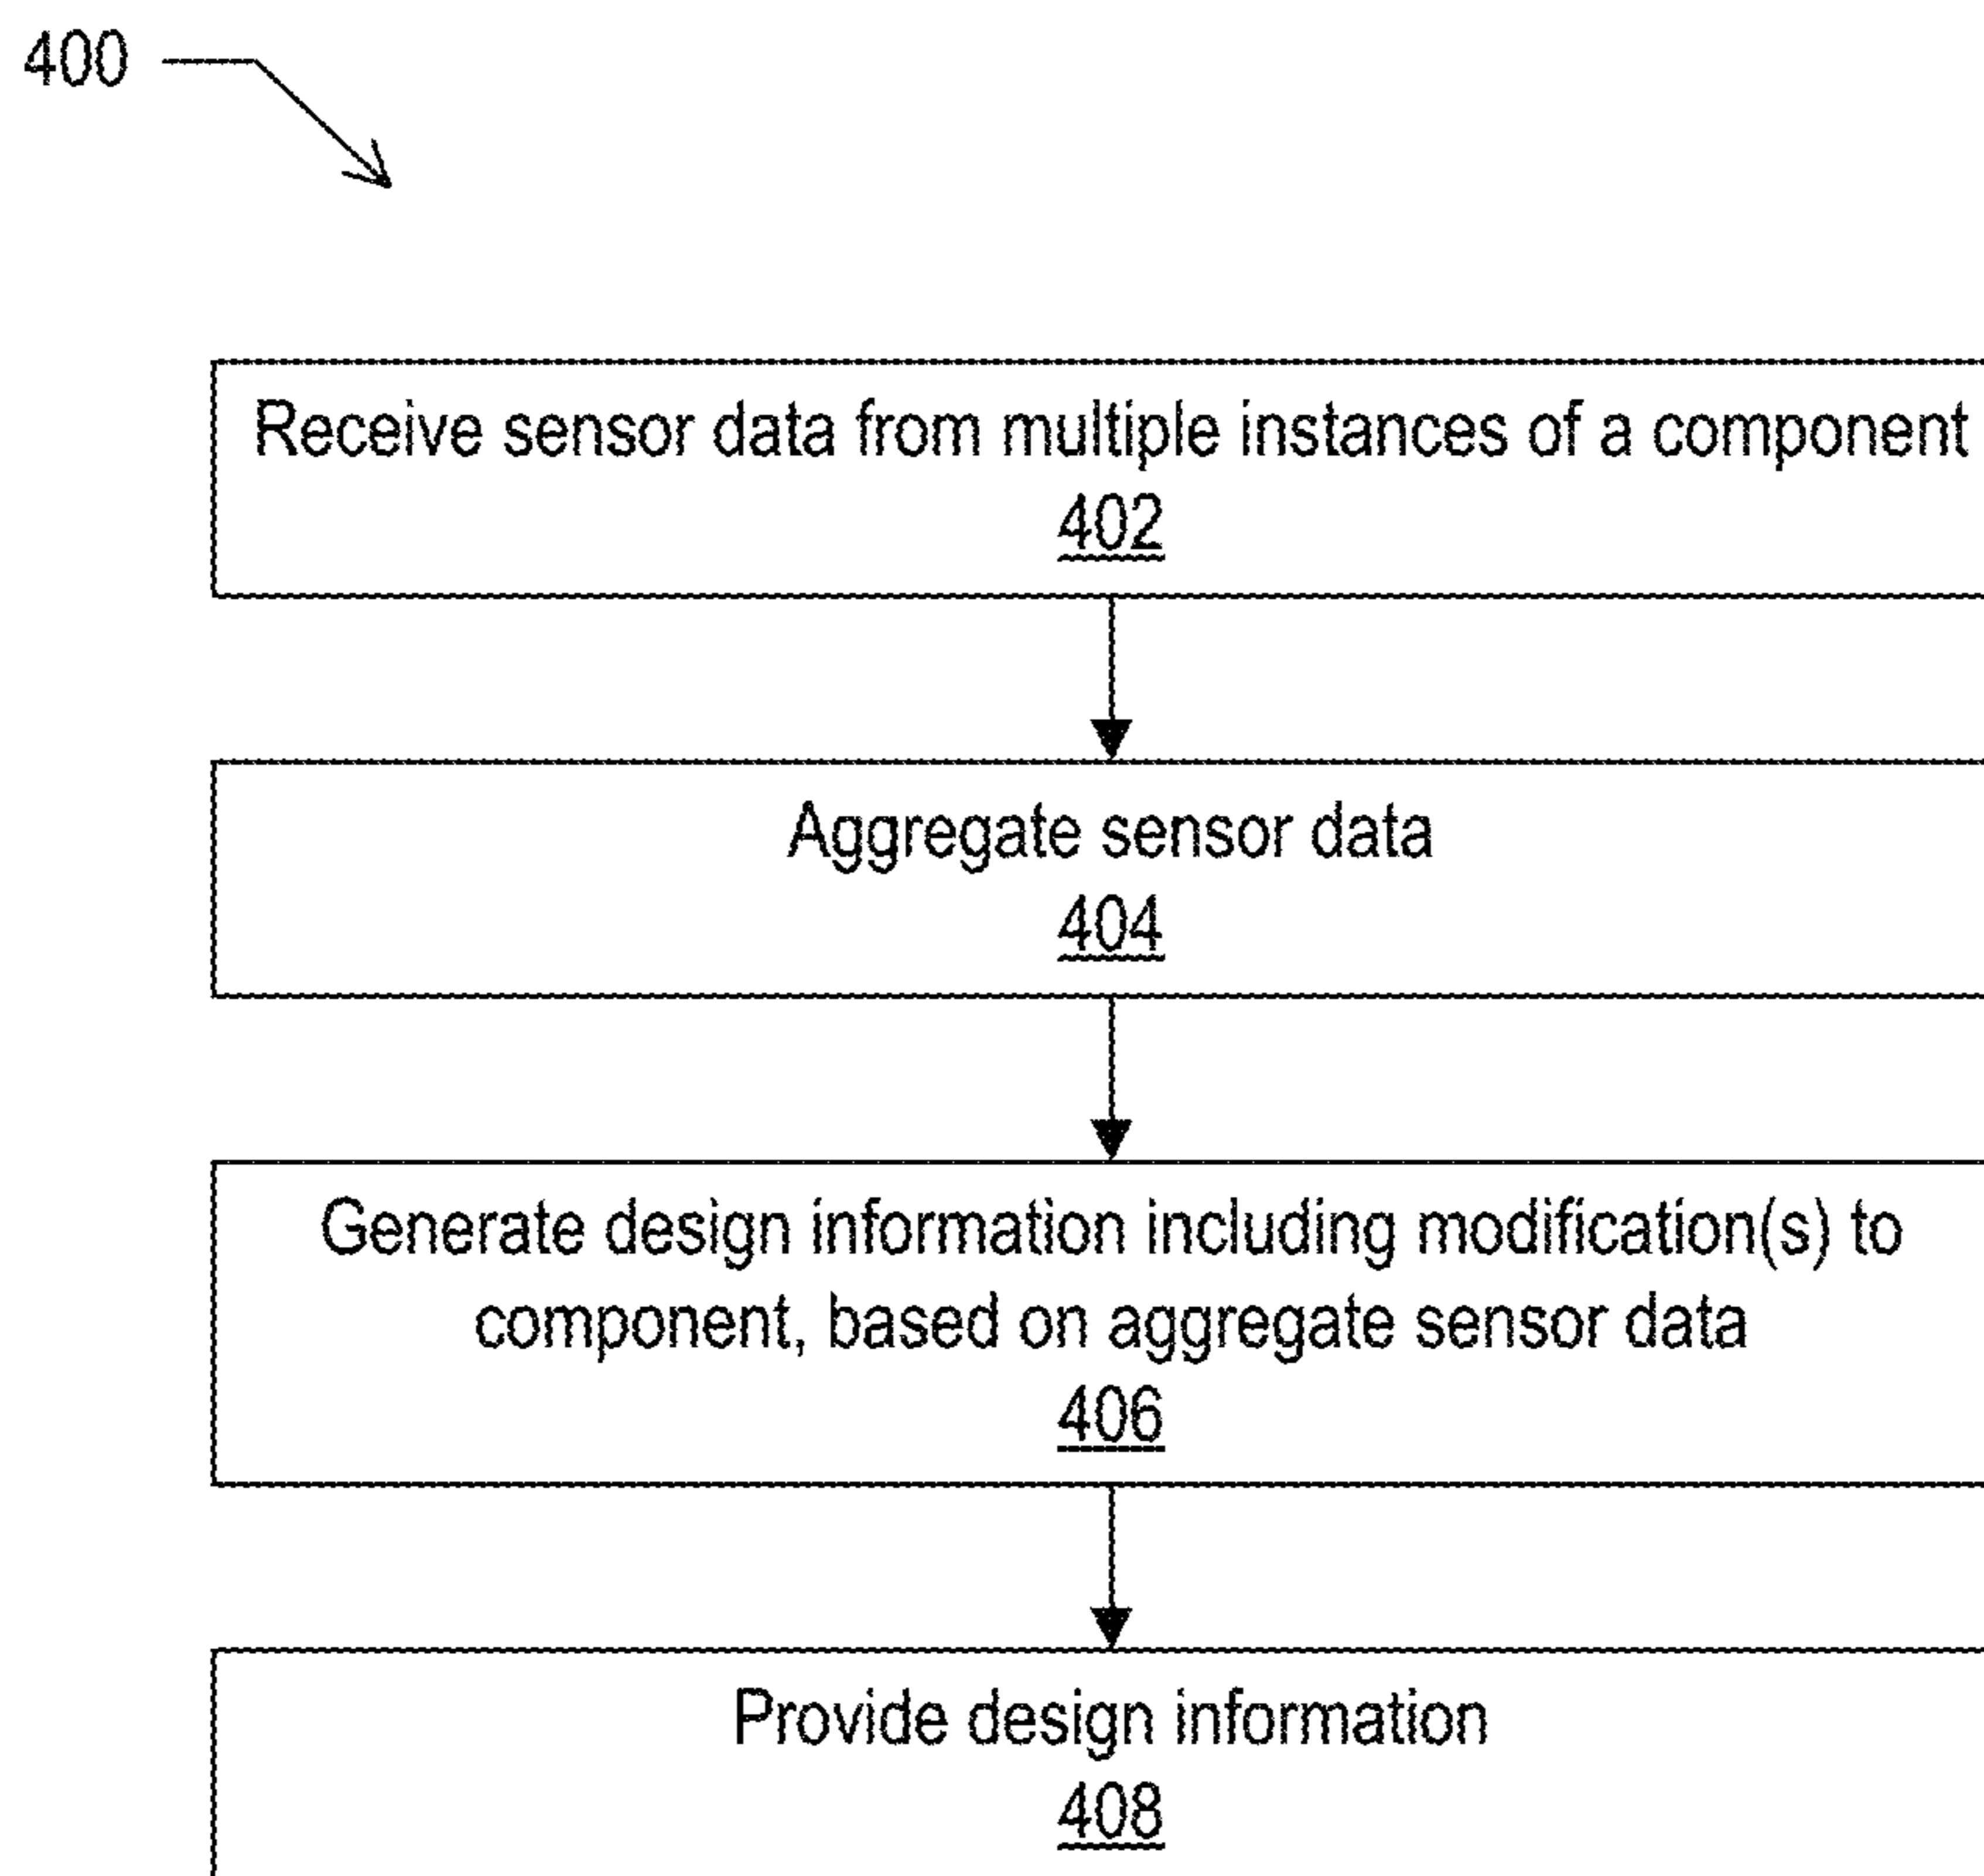 400
Receive sensor data from multiple instances of a component
402
Aggregate sensor data
404
Generate design information including modification(s) to
component, based on aggregate sensor data
406
Provide design information
408